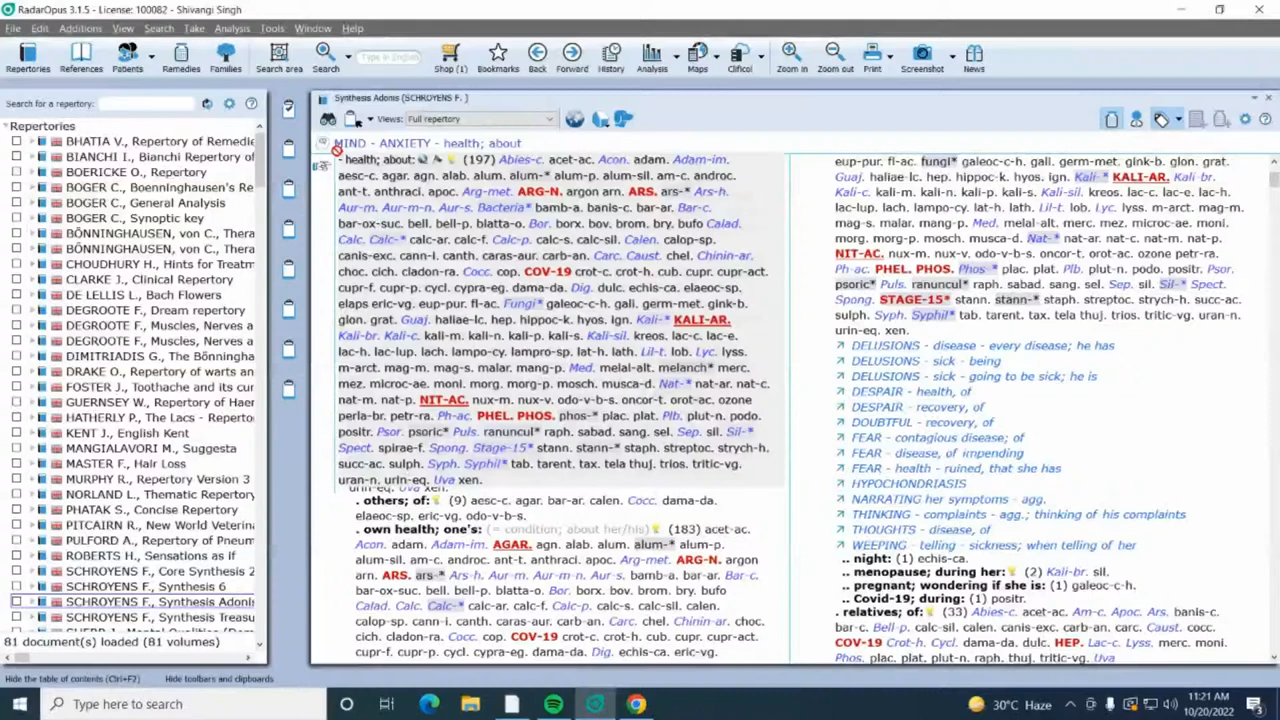 RadarOpus 3.1.5 - License: 100082 - Shivangi Singh
File Edit Additions View Search Take Analysis Tools Window Help
Repertories References Patients Remedies Families Search area Search Type in English Shop (1) Bookmarks Back Forward History Analysis Maps Clificol Zoom in Zoom out Print Screenshot News
Search for a repertory:
Repertories
BHATTA V., Repertory of Remedie
BIANCHI I., Bianchi Repertory of
BOERICKE O., Repertory
BOGER C., Boenninghausen's Re
BOGER C., General Analysis
BOGER C., Synoptic key
BÖNNINGHAUSEN, von C., Thera
BÖNNINGHAUSEN, von C., Thera
CHOUDHURY H., Hints for Treatm
CLARKE J., Clinical Repertory
DE LELLIS L., Bach Flowers
DEGROOTE F., Dream repertory
DEGROOTE F., Muscles, Nerves a
DEGROOTE F., Muscles, Nerves a
DIMITRIADIS G., The Bönningha
DRAKE O., Repertory of warts an
FOSTER J., Toothache and its cu
GUERNSEY W., Repertory of Hae
HATHERLY P., The Lacs - Reperto
KENT J., English Kent
MANGIALAVORI M., Suggesta
MASTER F., Hair Loss
MURPHY R., Repertory Version 3
NORLAND L., Thematic Repertory
PHATAK S., Concise Repertory
PITCAIRN R., New World Veterina
PULFORD A., Repertory of Pneum
ROBERTS H., Sensations as if
SCHROYENS F., Core Synthesis 2
SCHROYENS F., Synthesis 6
SCHROYENS F., Synthesis Adonis
SCHROYENS F., Synthesis Treasu
81 document(s) loaded (81 volumes)
Synthesis Adonis (SCHROYENS F. )
Views: Full repertory
MIND - ANXIETY - health; about
- health; about: (197) Abies-c. acet-ac. Acon. adam. Adam-im.
aesc-c. agar. agn. alab. alum. alum-* alum-p. alum-sil. am-c. androc.
ant-t. anthraci. apoc. Arg-met. ARG-N. argon arn. ARS. ars-* Ars-h.
Aur-m. Aur-m-n. Aur-s. Bacteria* bamb-a. banis-c. bar-ar. Bar-c.
bar-ox-suc. bell. bell-p. blatta-o. Bor. borx. bov. brom. bry. bufo Calad.
Calc. Calc-* calc-ar. calc-f. Calc-p. calc-s. calc-sil. Calen. calop-sp.
canis-exc. cann-i. canth. caras-aur. carb-an. Carc. Caust. chel. Chinin-ar.
choc. cich. cladon-ra. Cocc. cop. COV-19 crot-c. crot-h. cub. cupr. cupr-act.
cupr-f. cupr-p. cycl. cypra-eg. dama-da. Dig. dulc. echis-ca. elaeoc-sp.
elaps eric-vg. eup-pur. fl-ac. Fungi* galeoc-c-h. gali. germ-met. gink-b.
glon. grat. Guaj. haliae-lc. hep. hippoc-k. hyos. ign. Kali-* KALI-AR.
Kali-br. Kali-c. kali-m. kali-n. kali-p. kali-s. Kali-sil. kreos. lac-c. lac-e.
lac-h. lac-lup. lach. lampo-cy. lampro-sp. lat-h. lath. Lil-t. lob. Lyc. lyss.
m-arct. mag-m. mag-s. malar. mang-p. Med. melal-alt. melanch* merc.
mez. microc-ae. moni. morg. morg-p. mosch. musca-d. Nat-* nat-ar. nat-c.
nat-m. nat-p. NIT-AC. nux-m. nux-v. odo-v-b-s. oncor-t. orot-ac. ozone
perla-br. petr-ra. Ph-ac. PHEL. PHOS. phos-* plac. plat. Plb. plut-n. podo.
positr. Psor. psoric* Puls. ranuncul* raph. sabad. sang. sel. Sep. sil. Sil-*
Spect. spirae-f. Spong. Stage-15* stann. stann-* staph. streptoc. strych-h.
succ-ac. sulph. Syph. Syphil* tab. tarent. tax. tela thuj. trios. tritic-vg.
uran-n. urin-eq. Uva xen.
. others; of: (9) aesc-c. agar. bar-ar. calen. Cocc. dama-da.
elaeoc-sp. eric-vg. odo-v-b-s.
. own health; one's: (= condition; about her/his) (183) acet-ac.
Acon. adam. Adam-im. AGAR. agn. alab. alum. alum-* alum-p.
alum-sil. am-c. androc. ant-t. anthraci. apoc. Arg-met. ARG-N. argon
arn. ARS. ars-* Ars-h. Aur-m. Aur-m-n. Aur-s. bamb-a. bar-ar. Bar-c.
bar-ox-suc. bell. bell-p. blatta-o. Bor. borx. bov. brom. bry. bufo
Calad. Calc. Calc-* calc-ar. calc-f. Calc-p. calc-s. calc-sil. calen.
calop-sp. cann-i. canth. caras-aur. carb-an. Carc. chel. Chinin-ar.
cich. cladon-ra. Cocc. cop. COV-19 crot-c. crot-h. cub. cupr. cupr-act.
cupr-f. cupr-p. cycl. cypra-eg. dama-da. Dig. echis-ca. eric-vg.
eup-pur. fl-ac. fungi* galeoc-c-h. gali. germ-met. gink-b. glon. grat.
Guaj. haliae-lc. hep. hippoc-k. hyos. ign. Kali-* KALI-AR. Kali-br.
Kali-c. kali-m. kali-n. kali-p. kali-s. Kali-sil. kreos. lac-c. lac-e. lac-h.
lac-lup. lach. lampo-cy. lat-h. lath. Lil-t. lob. Lyc. lyss. m-arct. mag-m.
mag-s. malar. mang-p. Med. melal-alt. merc. mez. microc-ae. moni.
morg. morg-p. mosch. musca-d. Nat-* nat-ar. nat-c. nat-m. nat-p.
NIT-AC. nux-m. nux-v. odo-v-b-s. oncor-t. orot-ac. ozone petr-ra.
Ph-ac. PHEL. PHOS. Phos-* plac. plat. Plb. plut-n. podo. positr. Psor.
psoric* Puls. ranuncul* raph. sabad. sang. sel. Sep. sil. Sil-* Spect.
Spong. STAGE-15* stann. stann-* staph. streptoc. strych-h. succ-ac.
sulph. Syph. Syphil* tab. tarent. tax. tela thuj. tritic-vg. uran-n.
urin-eq. xen.
DELUSIONS - disease - every disease; he has
DELUSIONS - sick - being
DELUSIONS - sick - going to be sick; he is
DESPAIR - health, of
DESPAIR - recovery, of
DOUBTFUL - recovery, of
FEAR - contagious disease; of
FEAR - disease, of impending
FEAR - health - ruined, that she has
HYPOCHONDRIASIS
NARRATING her symptoms - agg.
THINKING - complaints - agg.; thinking of his complaints
THOUGHTS - disease, of
WEEPING - telling - sickness; when telling of her
.. night: (1) echis-ca.
.. menopause; during her: (2) Kali-br. sil.
.. pregnant; wondering if she is: (1) galeoc-c-h.
.. Covid-19; during: (1) positr.
. relatives; of: (33) Abies-c. acet-ac. Am-c. Apoc. Ars. banis-c.
bar-c. Bell-p. calc-sil. calen. canis-exc. carb-an. carc. Caust. cocc.
COV-19 Crot-h. Cycl. dama-da. dulc. HEP. Lac-c. Lyss. merc. moni.
Phos. plac. plat. plut-n. raph. thuj. tritic-vg. Uva
Hide the table of contents (Ctrl+F2) Hide toolbars and clipboards
Type here to search
30°C Haze
11:21 AM
10/20/2022
3